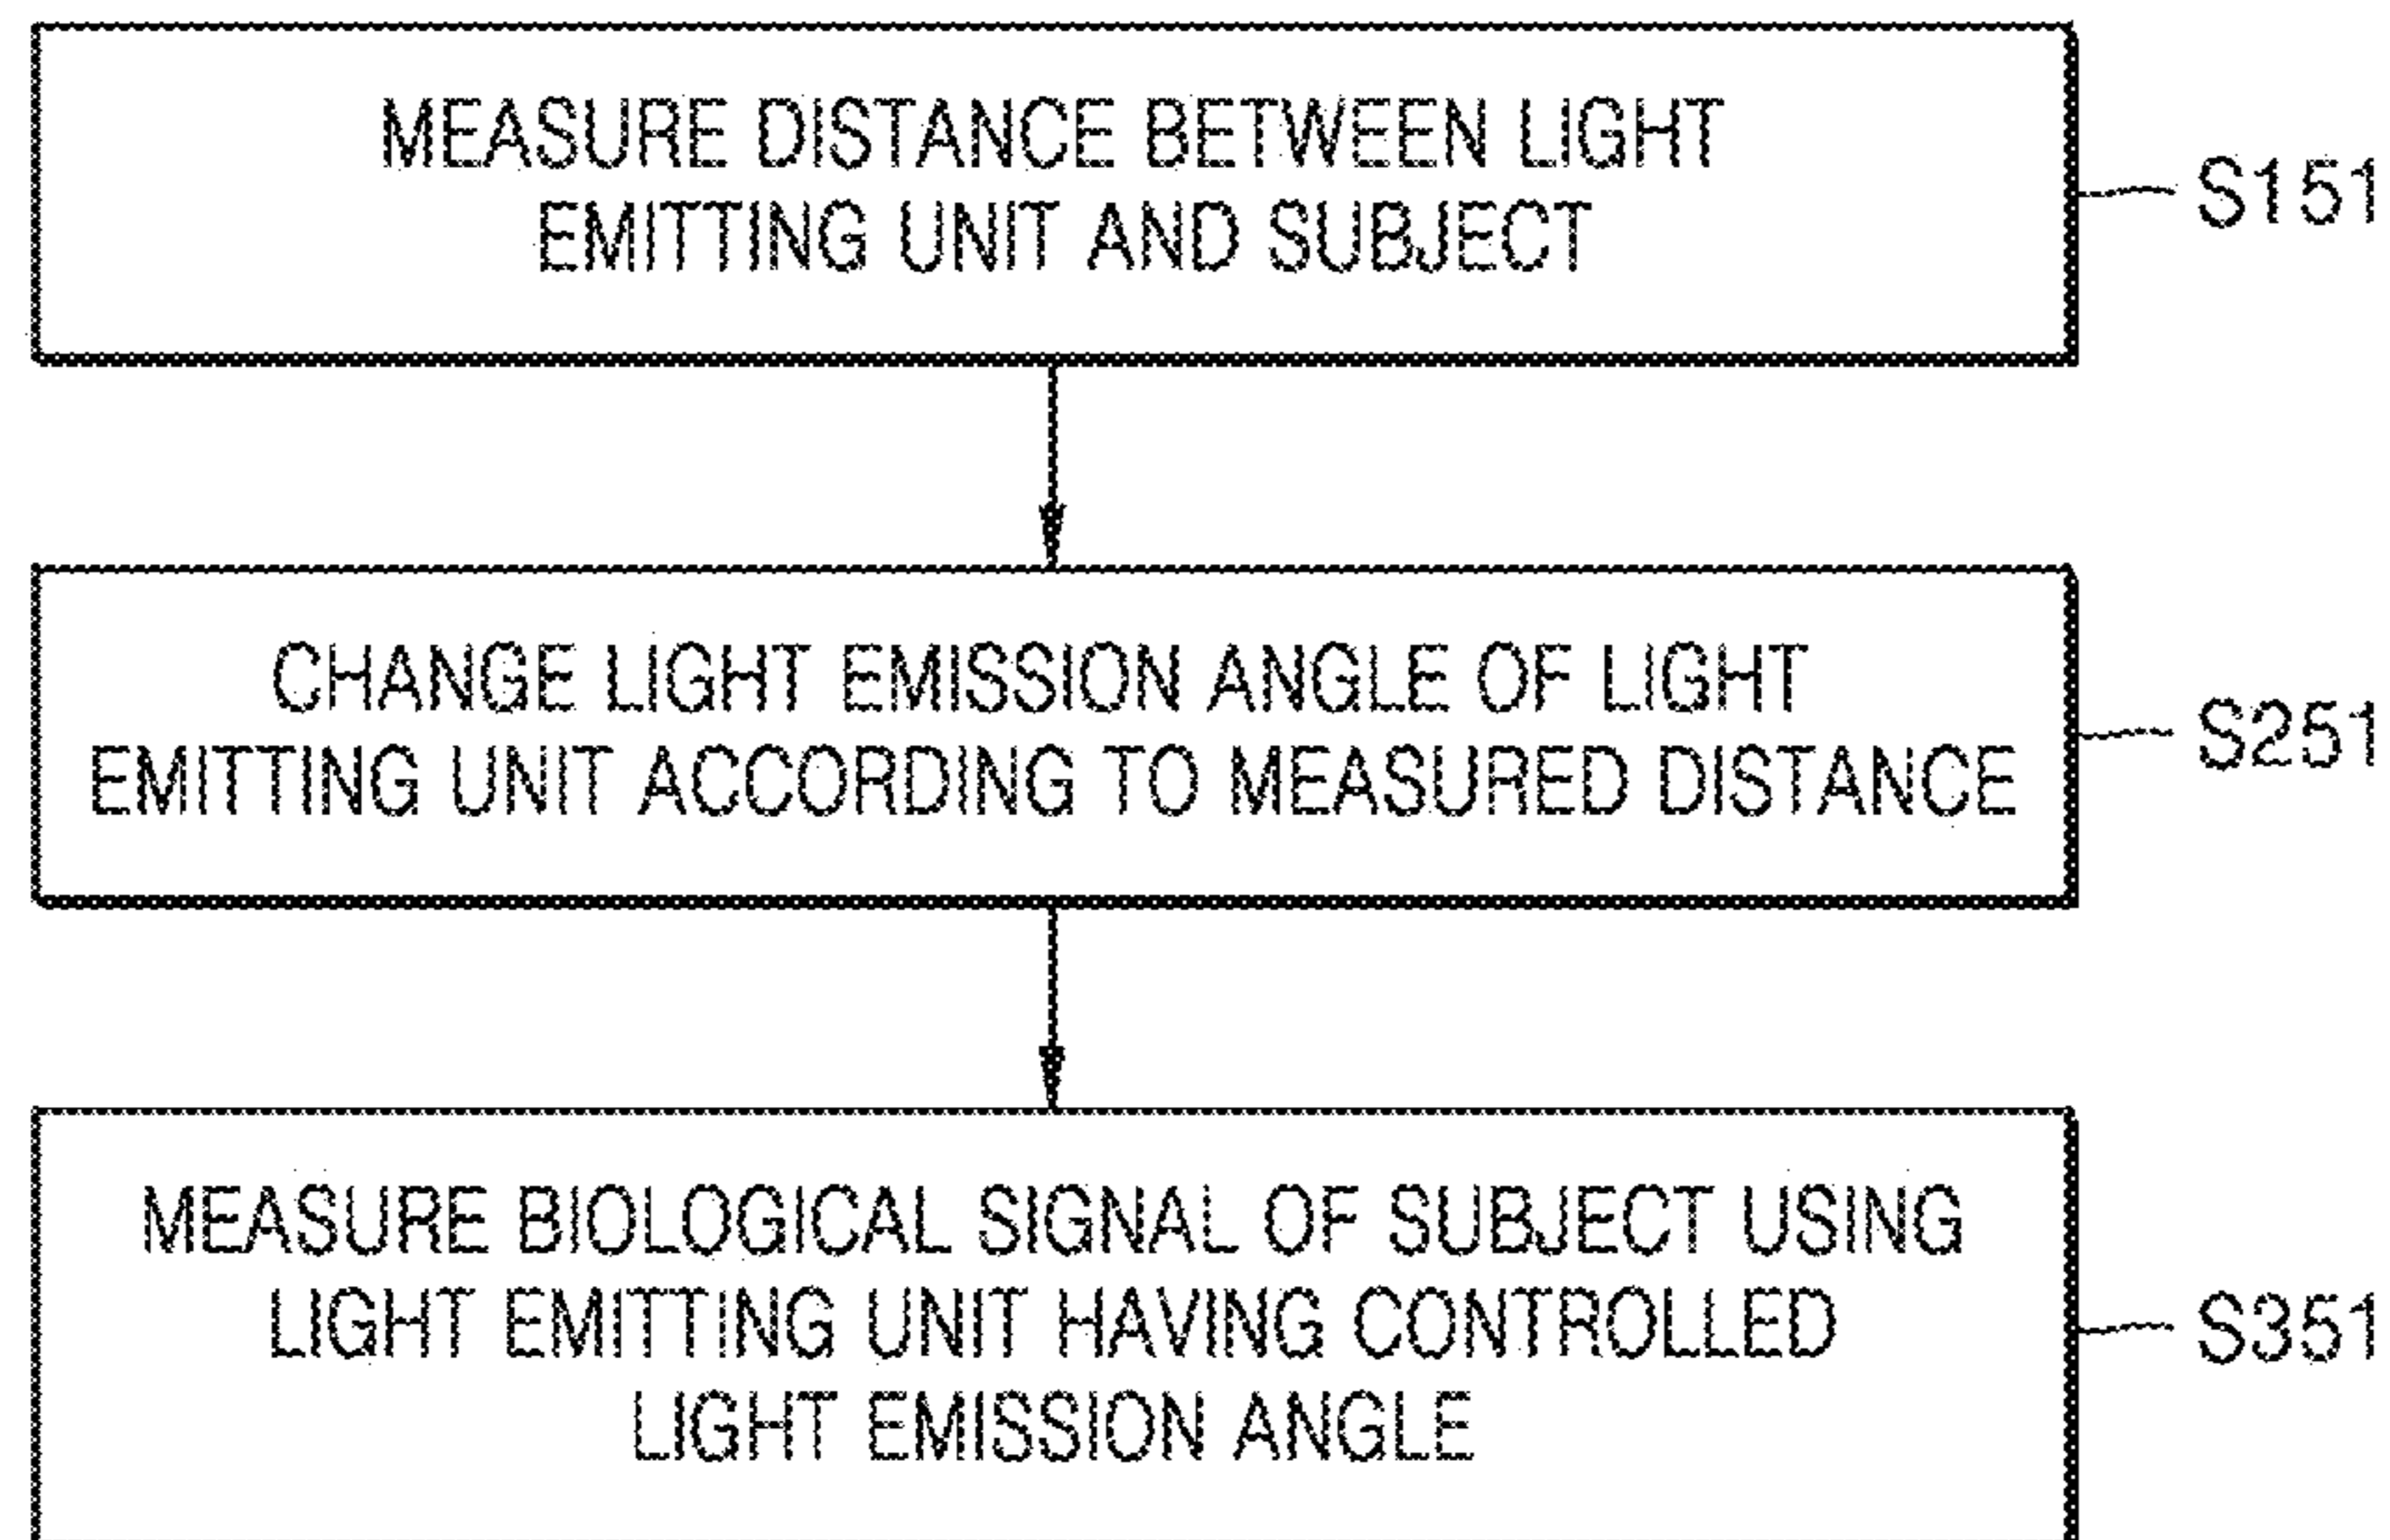 MEASURE DISTANCE BETWEEN LIGHT
EMITTING UNIT AND SUBJECT
S151
CHANGE LIGHT EMISSION ANGLE OF LIGHT
EMITTING UNIT ACCORDING TO MEASURED DISTANCE
S251
MEASURE BIOLOGICAL SIGNAL OF SUBJECT USING
LIGHT EMITTING UNIT HAVING CONTROLLED
LIGHT EMISSION ANGLE
S351